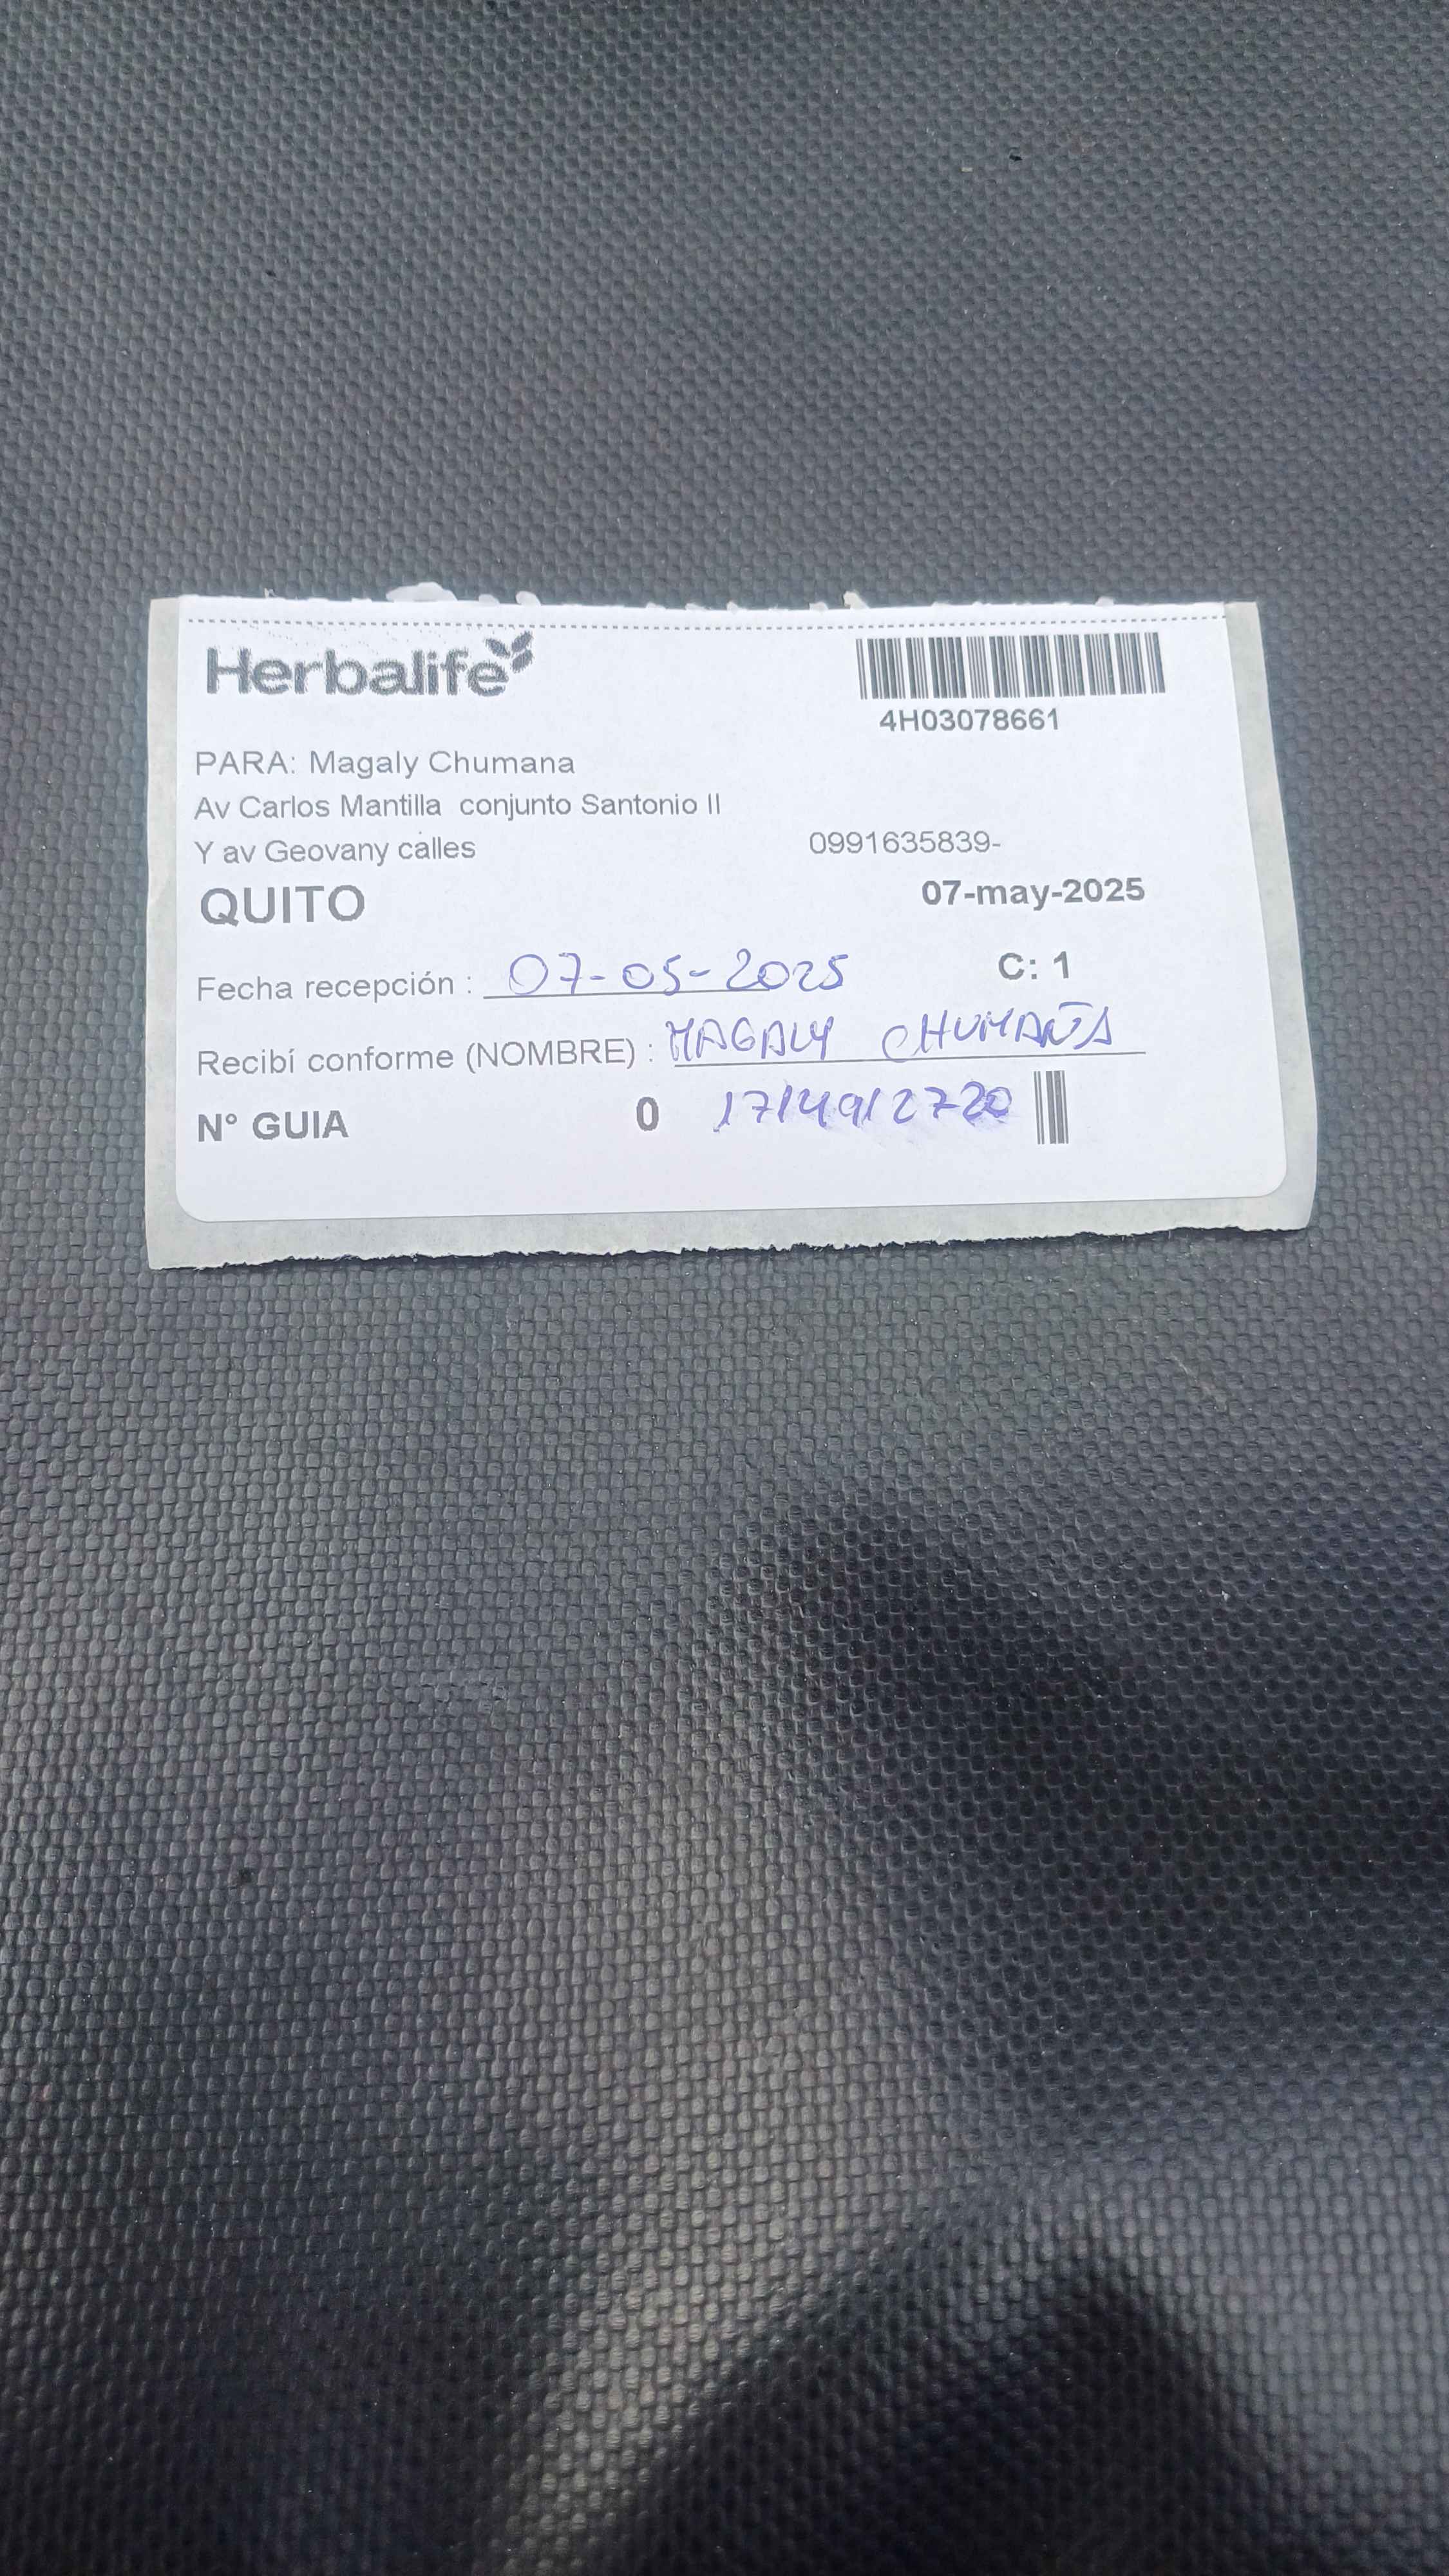 Herbalife
4H03078661
PARA: Magaly Chumana
Av Carlos Mantilla conjunto Santonio II
Y av Geovany calles 0991635839-
QUITO 07-may-2025
Fecha recepción : 07-05-2025 C: 1
Recibí conforme (NOMBRE) : MAGALY CHUMAÑA
N° GUIA 0 1714912720